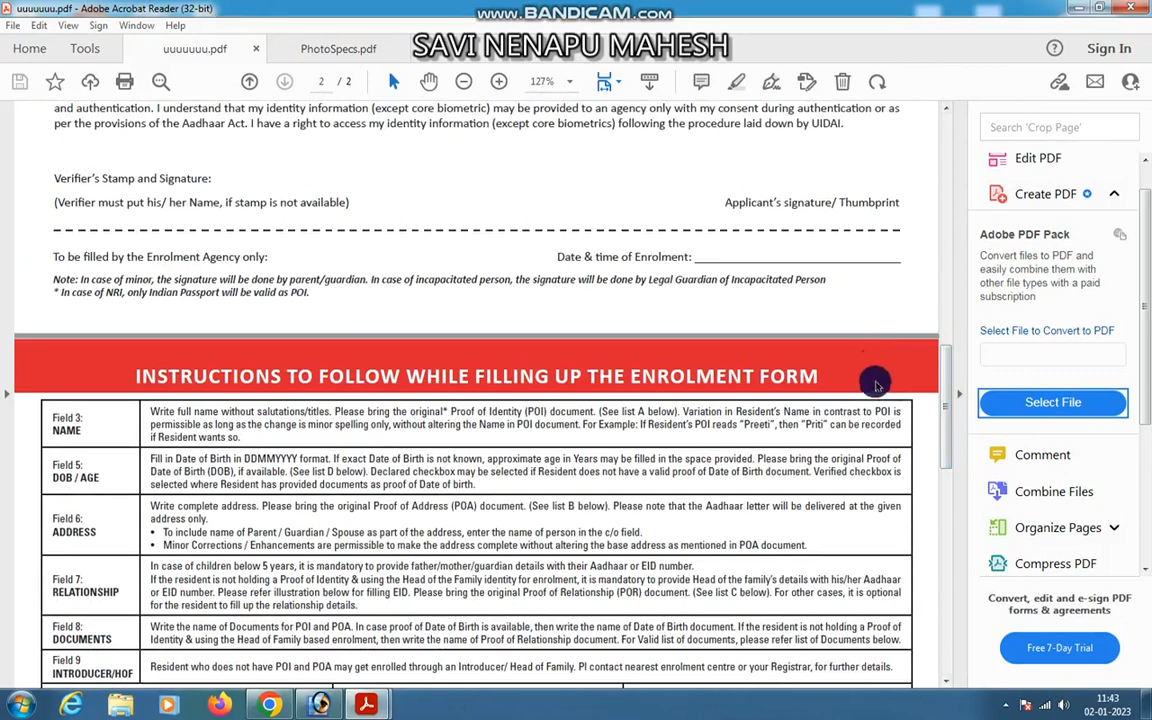 uuuuuuu.pdf - Adobe Acrobat Reader (32-bit)
www.BANDICAM.com
File Edit View Sign Window Help
Home Tools uuuuuuu.pdf × PhotoSpecs.pdf
SAVI NENAPU MAHESH
Sign In
2 / 2
127%
and authentication. I understand that my identity information (except core biometric) may be provided to an agency only with my consent during authentication or as
per the provisions of the Aadhaar Act. I have a right to access my identity information (except core biometrics) following the procedure laid down by UIDAI.
Verifier's Stamp and Signature:
(Verifier must put his/ her Name, if stamp is not available)
Applicant's signature/ Thumbprint
To be filled by the Enrolment Agency only:
Date & time of Enrolment:
Note: In case of minor, the signature will be done by parent/guardian. In case of incapacitated person, the signature will be done by Legal Guardian of Incapacitated Person
* In case of NRI, only Indian Passport will be valid as POI.
INSTRUCTIONS TO FOLLOW WHILE FILLING UP THE ENROLMENT FORM
Field 3:
NAME
Write full name without salutations/titles. Please bring the original* Proof of Identity (POI) document. (See list A below). Variation in Resident's Name in contrast to POI is
permissible as long as the change is minor spelling only, without altering the Name in POI document. For Example: If Resident's POI reads "Preeti", then "Priti" can be recorded
if Resident wants so.
Field 5:
DOB / AGE
Fill in Date of Birth in DDMMYYYY format. If exact Date of Birth is not known, approximate age in Years may be filled in the space provided. Please bring the original Proof of
Date of Birth (DOB), if available. (See list D below). Declared checkbox may be selected if Resident does not have a valid proof of Date of Birth document. Verified checkbox is
selected where Resident has provided documents as proof of Date of birth.
Field 6:
ADDRESS
Write complete address. Please bring the original Proof of Address (POA) document. (See list B below). Please note that the Aadhaar letter will be delivered at the given
address only.
• To include name of Parent / Guardian / Spouse as part of the address, enter the name of person in the c/o field.
• Minor Corrections / Enhancements are permissible to make the address complete without altering the base address as mentioned in POA document.
Field 7:
RELATIONSHIP
In case of children below 5 years, it is mandatory to provide father/mother/guardian details with their Aadhaar or EID number.
If the resident is not holding a Proof of Identity & using the Head of the Family identity for enrolment, it is mandatory to provide Head of the family's details with his/her Aadhaar
or EID number. Please refer illustration below for filling EID. Please bring the original Proof of Relationship (POR) document. (See list C below). For other cases, it is optional
for the resident to fill up the relationship details.
Field 8:
DOCUMENTS
Write the name of Documents for POI and POA. In case proof of Date of Birth is available, then write the name of Date of Birth document. If the resident is not holding a Proof of
Identity & using the Head of Family based enrolment, then write the name of Proof of Relationship document. For Valid list of documents, please refer list of Documents below.
Field 9
INTRODUCER/HOF
Resident who does not have POI and POA may get enrolled through an Introducer/ Head of Family. Pl contact nearest enrolment centre or your Registrar, for further details.
Search 'Crop Page'
Edit PDF
Create PDF
Adobe PDF Pack
Convert files to PDF and
easily combine them with
other file types with a paid
subscription
Select File to Convert to PDF
Select File
Comment
Combine Files
Organize Pages
Compress PDF
Convert, edit and e-sign PDF
forms & agreements
Free 7-Day Trial
11:43
02-01-2023